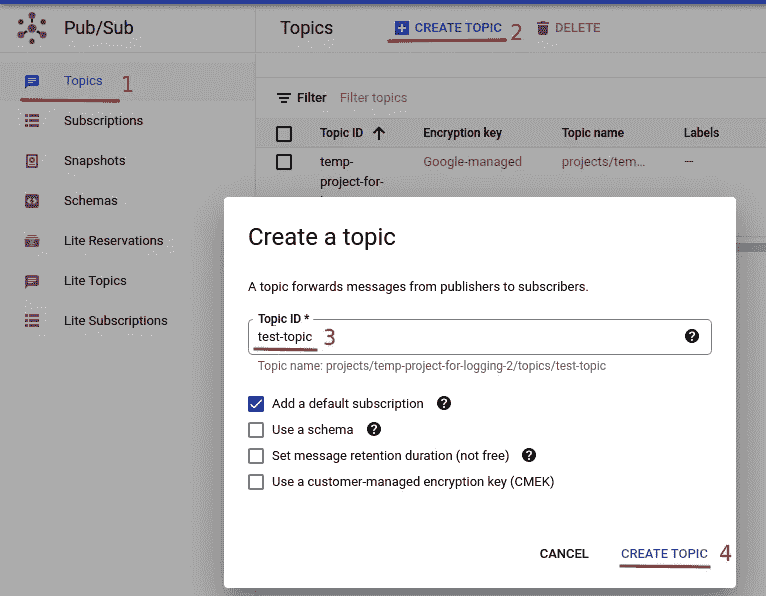 Pub/Sub
Topics
CREATE TOPIC 2
DELETE
Topics 1
Subscriptions
Snapshots
Schemas
Lite Reservations
Lite Topics
Lite Subscriptions
Filter Filter topics
Topic ID Encryption key Topic name Labels
temp- Google-managed projects/tem... —
project-for-
Create a topic
A topic forwards messages from publishers to subscribers.
Topic ID *
test-topic 3
Topic name: projects/temp-project-for-logging-2/topics/test-topic
Add a default subscription
Use a schema
Set message retention duration (not free)
Use a customer-managed encryption key (CMEK)
CANCEL CREATE TOPIC 4